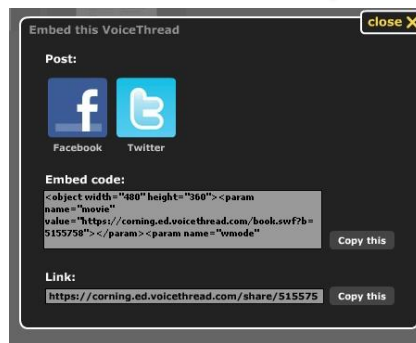 Embed this VoiceThread
close X
Post:
Facebook Twitter
Embed code:
<object width="480" height="360"><param
name="movie"
value="https://corning.ed.voicethread.com/book.swf?b=
5155758"></param><param name="wmode"
Copy this
Link:
https://corning.ed.voicethread.com/share/515575
Copy this